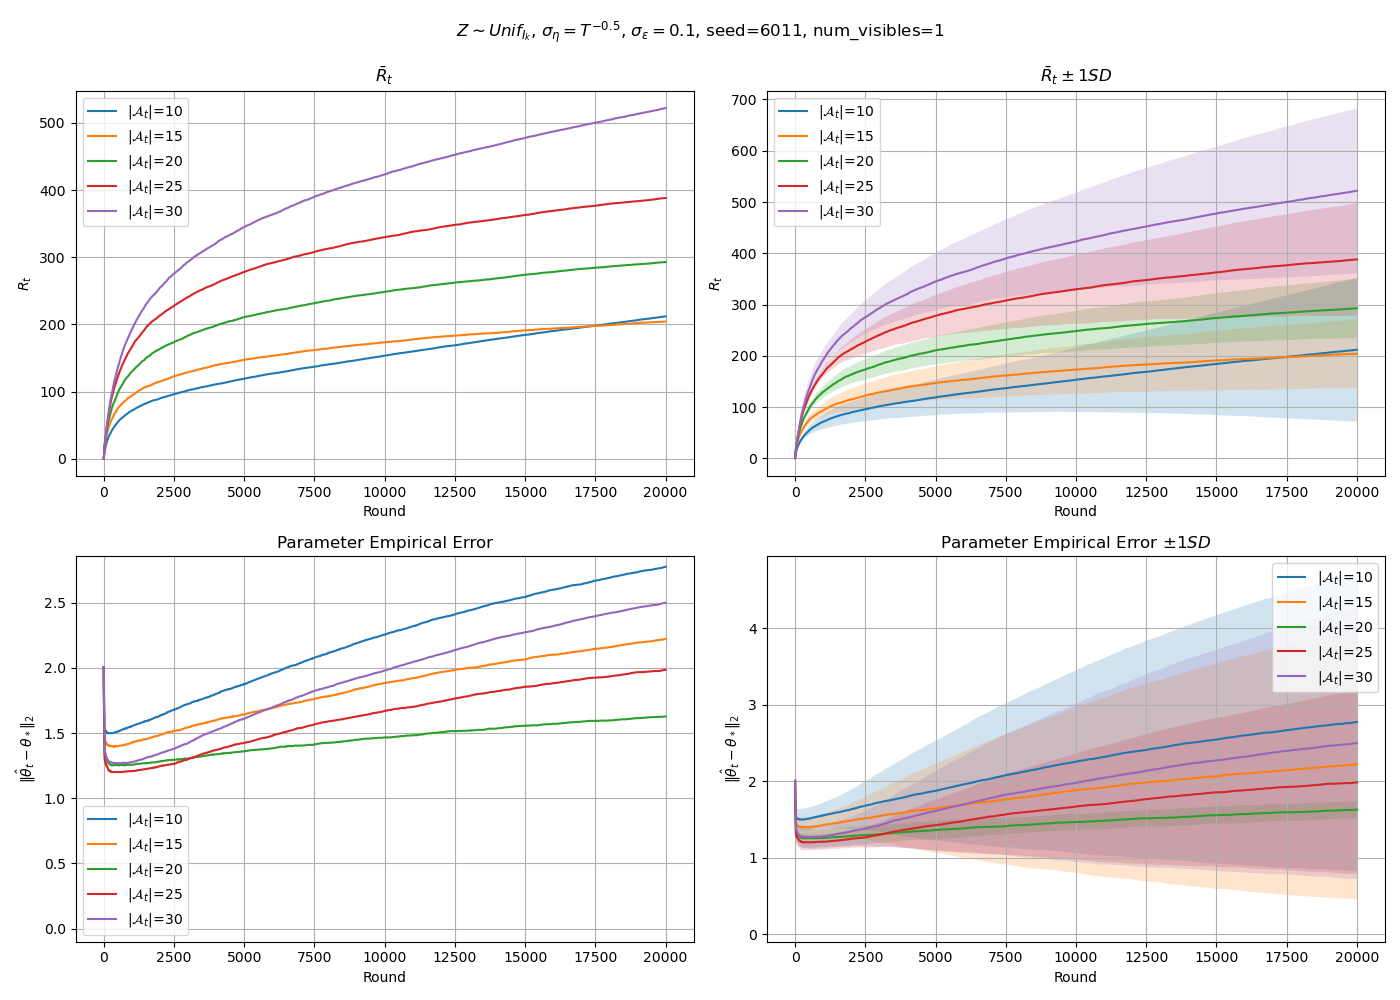 Z ∼ Unif_{I_k}, σ_η = T^{−0.5}, σ_ε = 0.1, seed=6011, num_visibles=1
R̄_t
R_t
500
400
300
200
100
0
|𝒜_t|=10
|𝒜_t|=15
|𝒜_t|=20
|𝒜_t|=25
|𝒜_t|=30
0 2500 5000 7500 10000 12500 15000 17500 20000
Round
R̄_t ± 1SD
R_t
700
600
500
400
300
200
100
0
|𝒜_t|=10
|𝒜_t|=15
|𝒜_t|=20
|𝒜_t|=25
|𝒜_t|=30
0 2500 5000 7500 10000 12500 15000 17500 20000
Round
Parameter Empirical Error
‖θ̂_t − θ_*‖_2
2.5
2.0
1.5
1.0
0.5
0.0
|𝒜_t|=10
|𝒜_t|=15
|𝒜_t|=20
|𝒜_t|=25
|𝒜_t|=30
0 2500 5000 7500 10000 12500 15000 17500 20000
Round
Parameter Empirical Error ±1SD
‖θ̂_t − θ_*‖_2
4
3
2
1
0
|𝒜_t|=10
|𝒜_t|=15
|𝒜_t|=20
|𝒜_t|=25
|𝒜_t|=30
0 2500 5000 7500 10000 12500 15000 17500 20000
Round